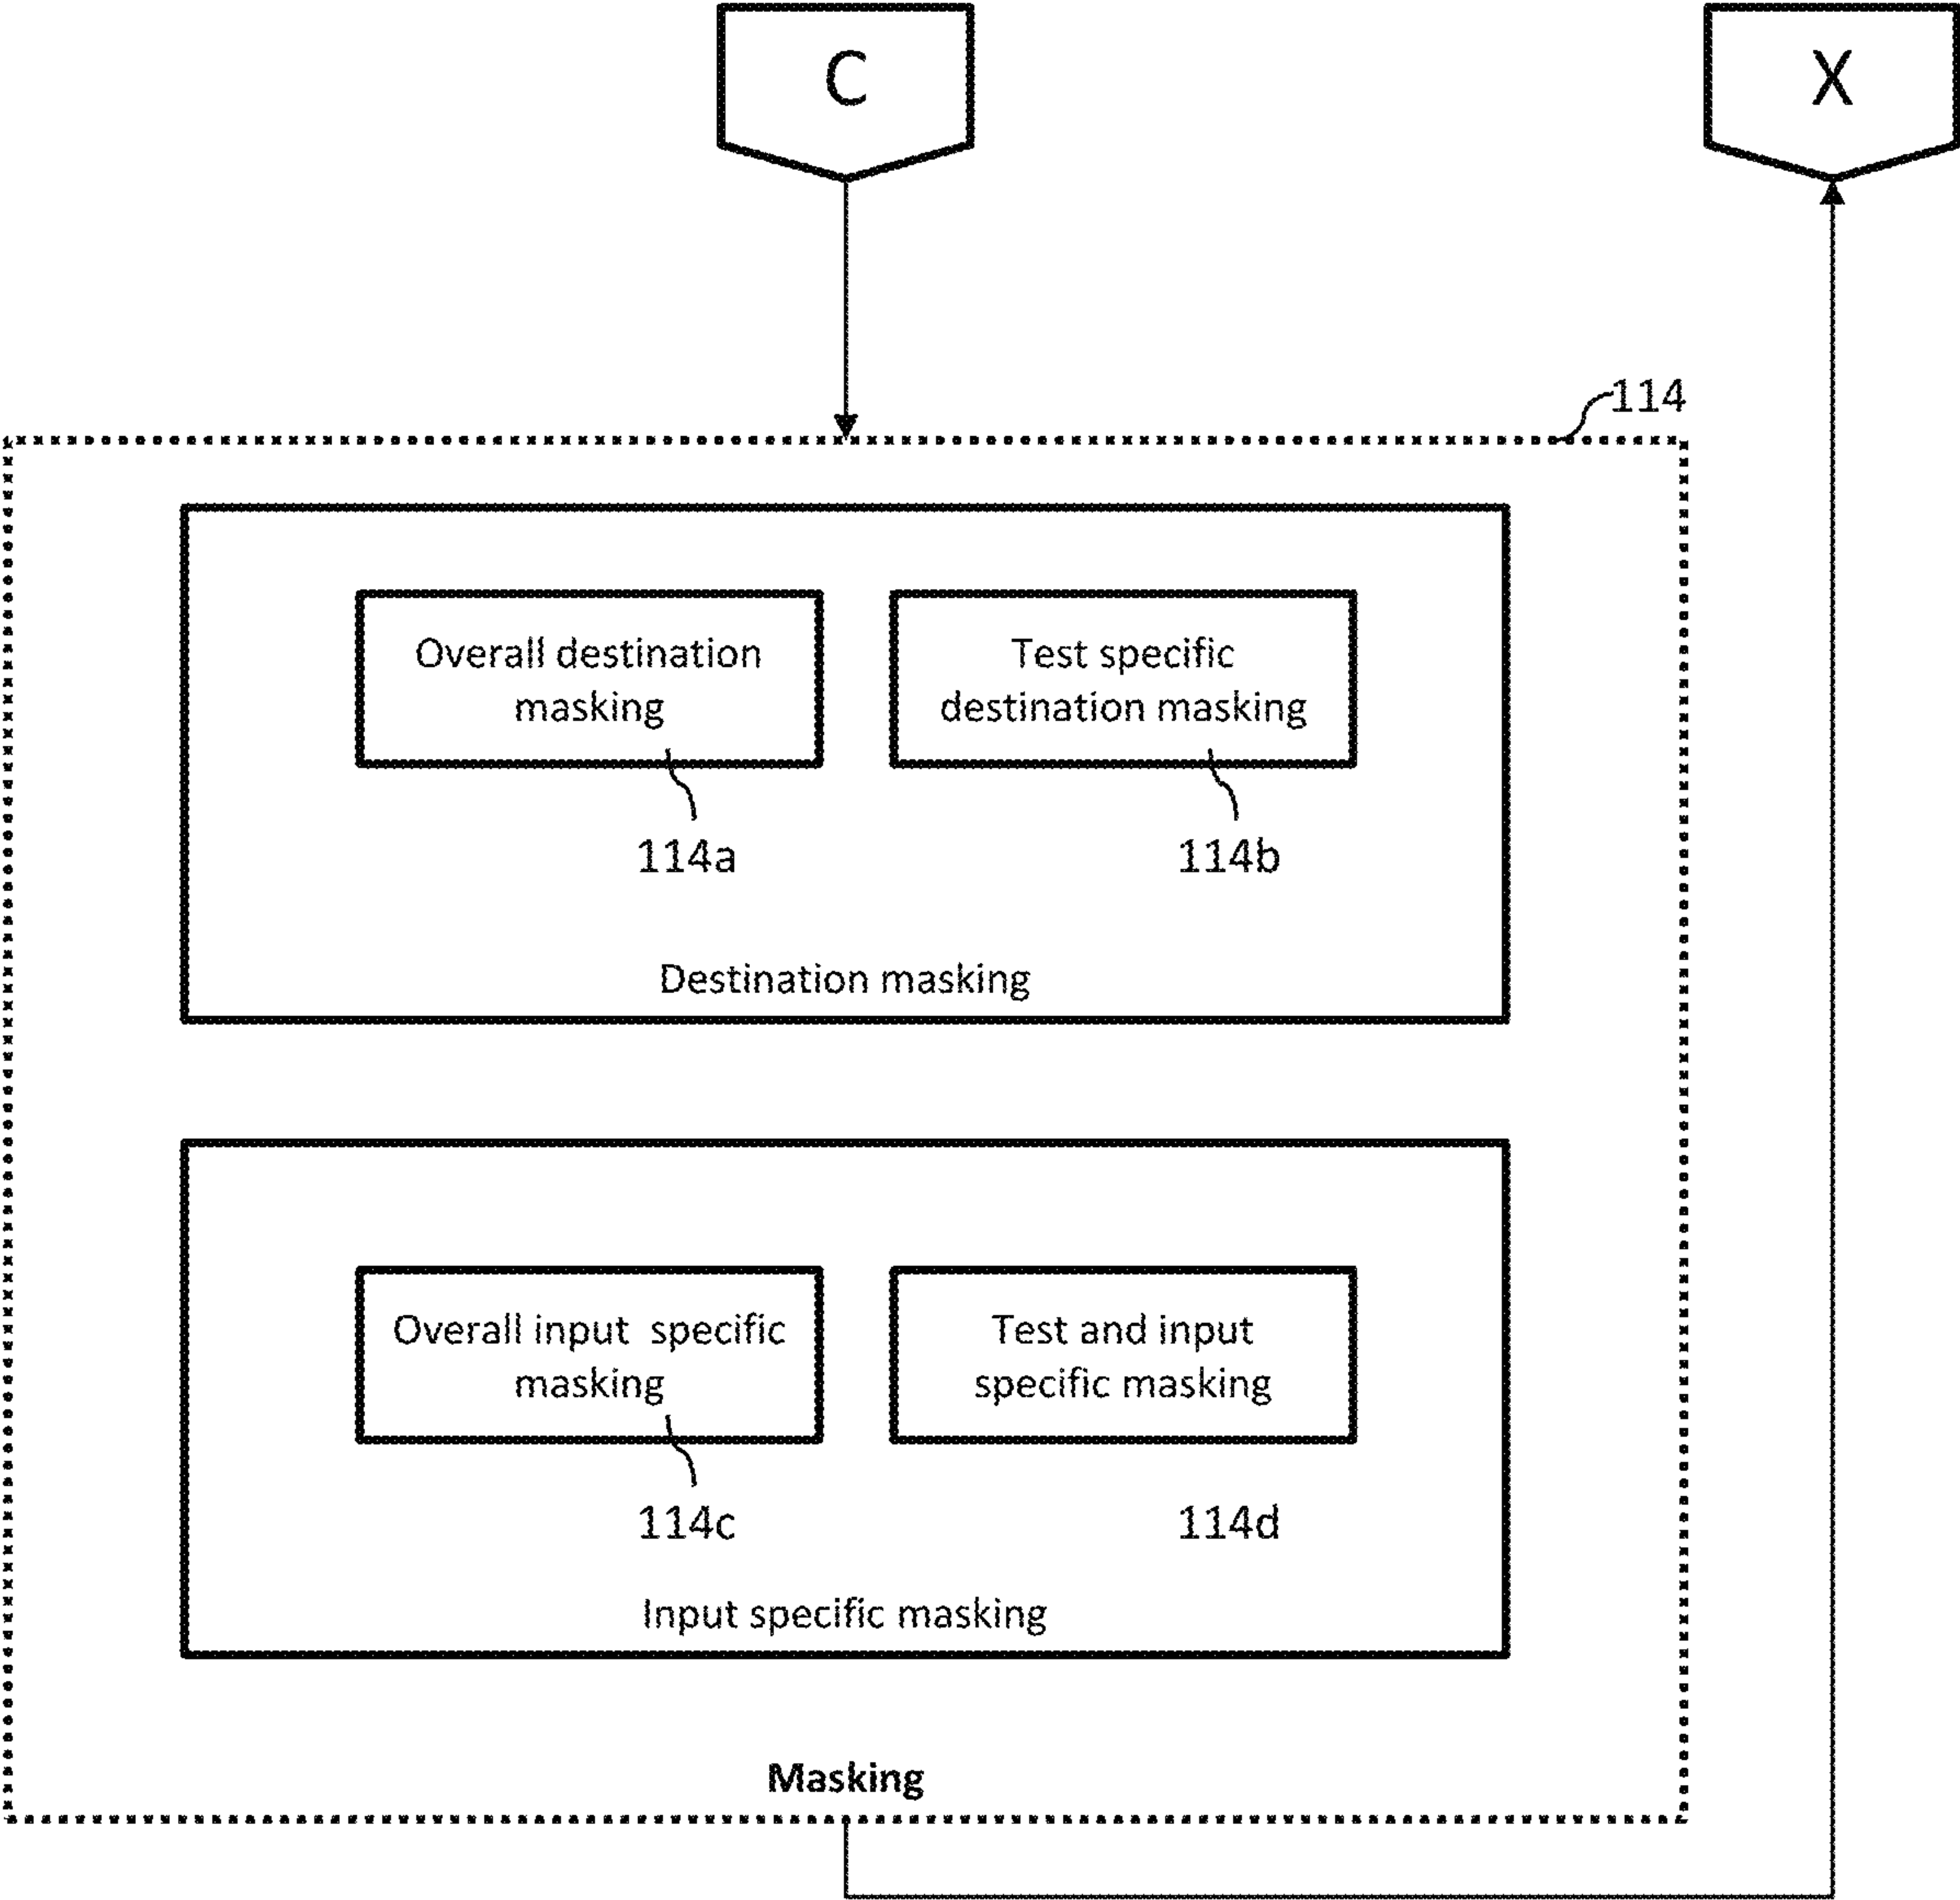 C
X
114
Overall destination
masking
Test specific
destination masking
114a
114b
Destination masking
Overall input specific
masking
Test and input
specific masking
114c
114d
Input specific masking
Masking